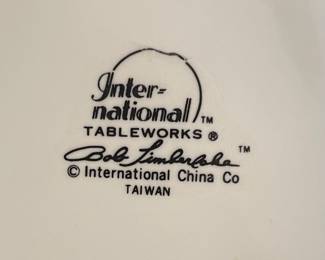 Inter-
national™
TABLEWORKS®
Bob Timberlake™
© International China Co
TAIWAN